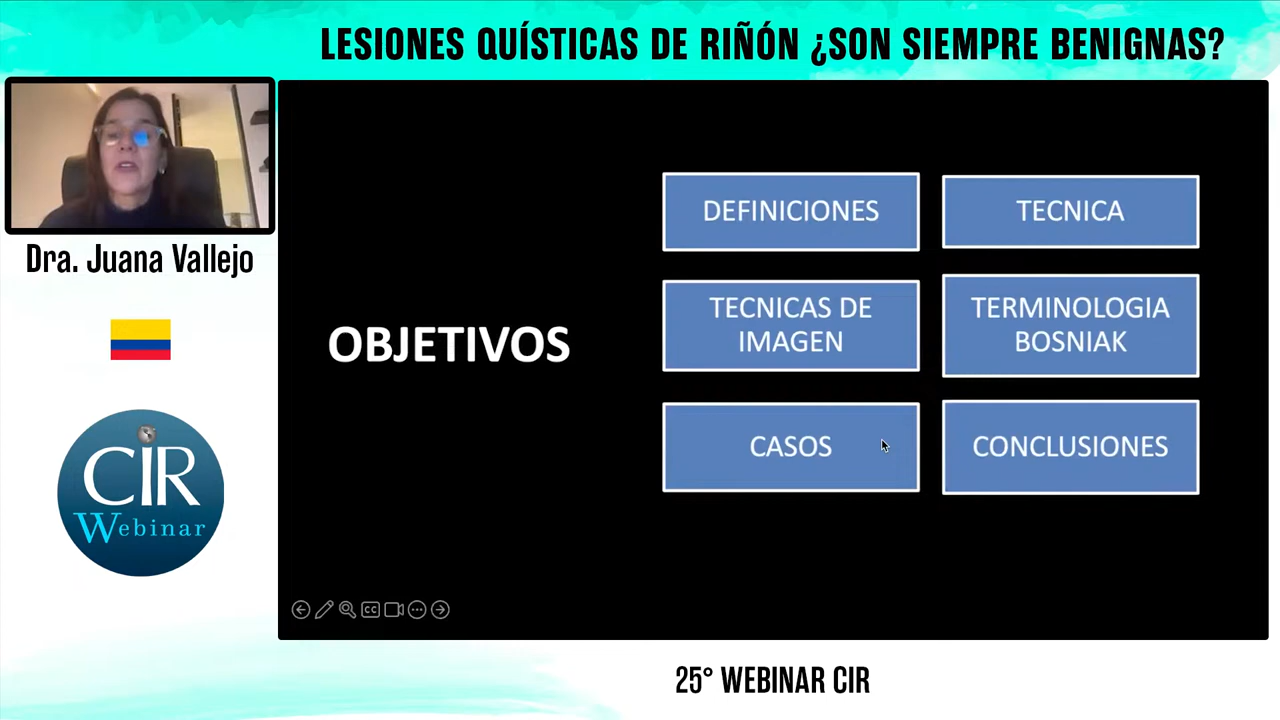 LESIONES QUÍSTICAS DE RIÑÓN ¿SON SIEMPRE BENIGNAS?
Dra. Juana Vallejo
CIR
Webinar
OBJETIVOS
DEFINICIONES
TECNICA
TECNICAS DE
IMAGEN
TERMINOLOGIA
BOSNIAK
CASOS
CONCLUSIONES
CC
25° WEBINAR CIR